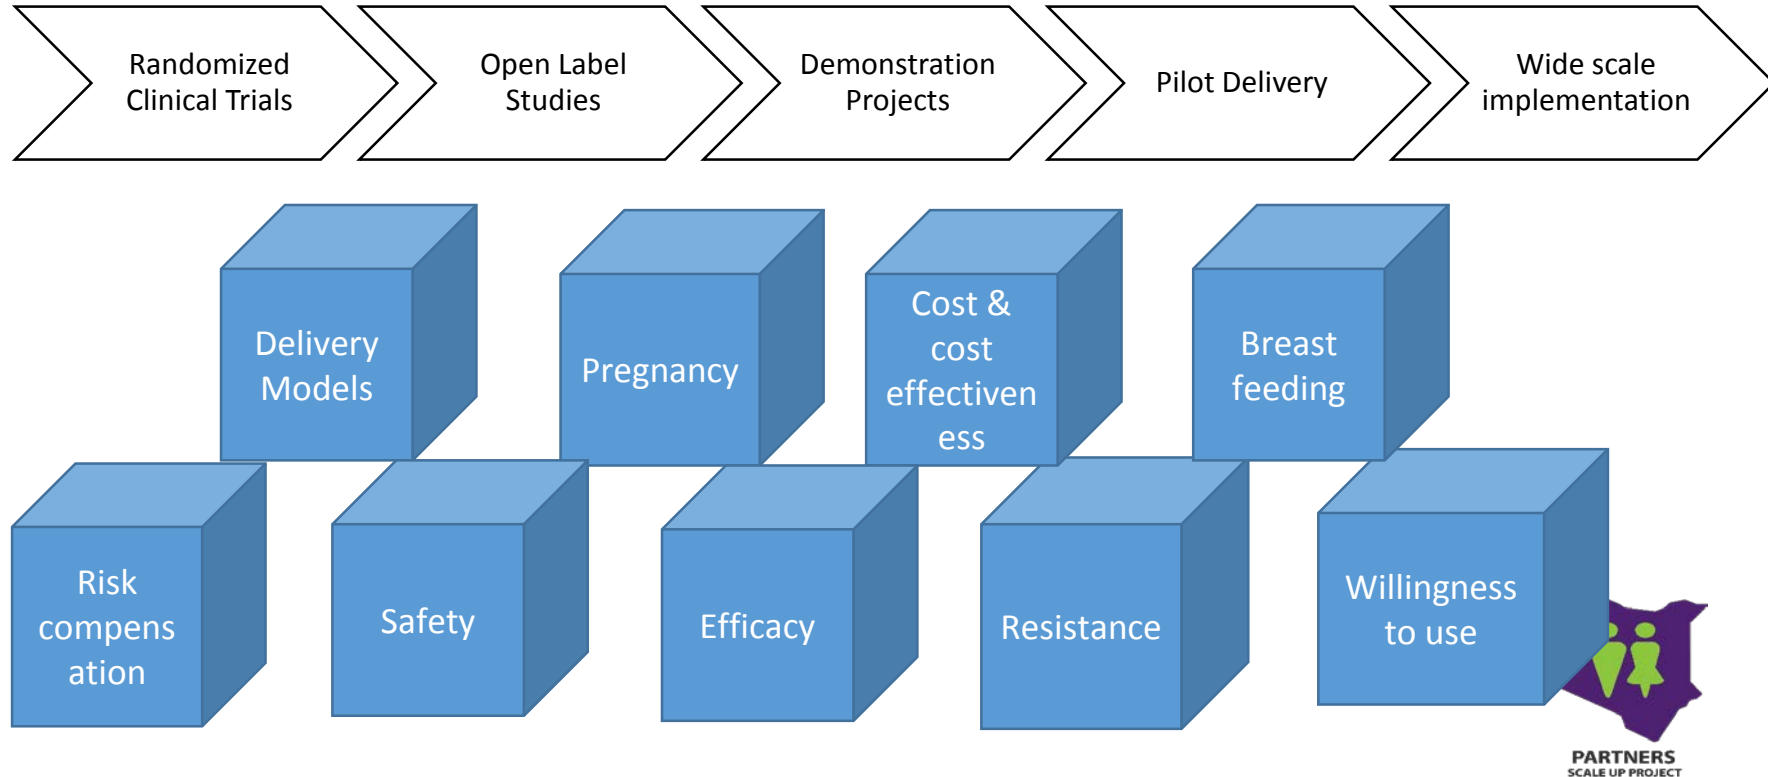 Randomized
Clinical Trials
Open Label
Studies
Demonstration
Projects
Pilot Delivery
Wide scale
implementation
Delivery
Models
Pregnancy
Cost &
cost
effectiven
ess
Breast
feeding
Risk
compens
ation
Safety
Efficacy
Resistance
Willingness
to use
PARTNERS
SCALE UP PROJECT